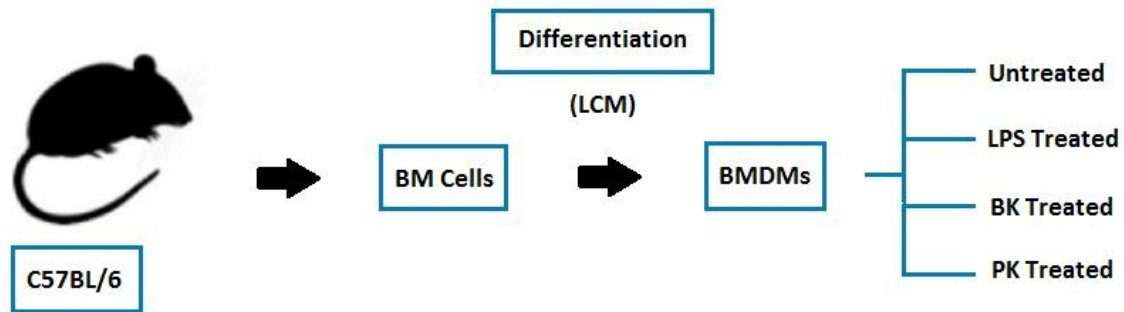 Differentiation
(LCM)
C57BL/6
BM Cells
BMDMs
Untreated
LPS Treated
BK Treated
PK Treated